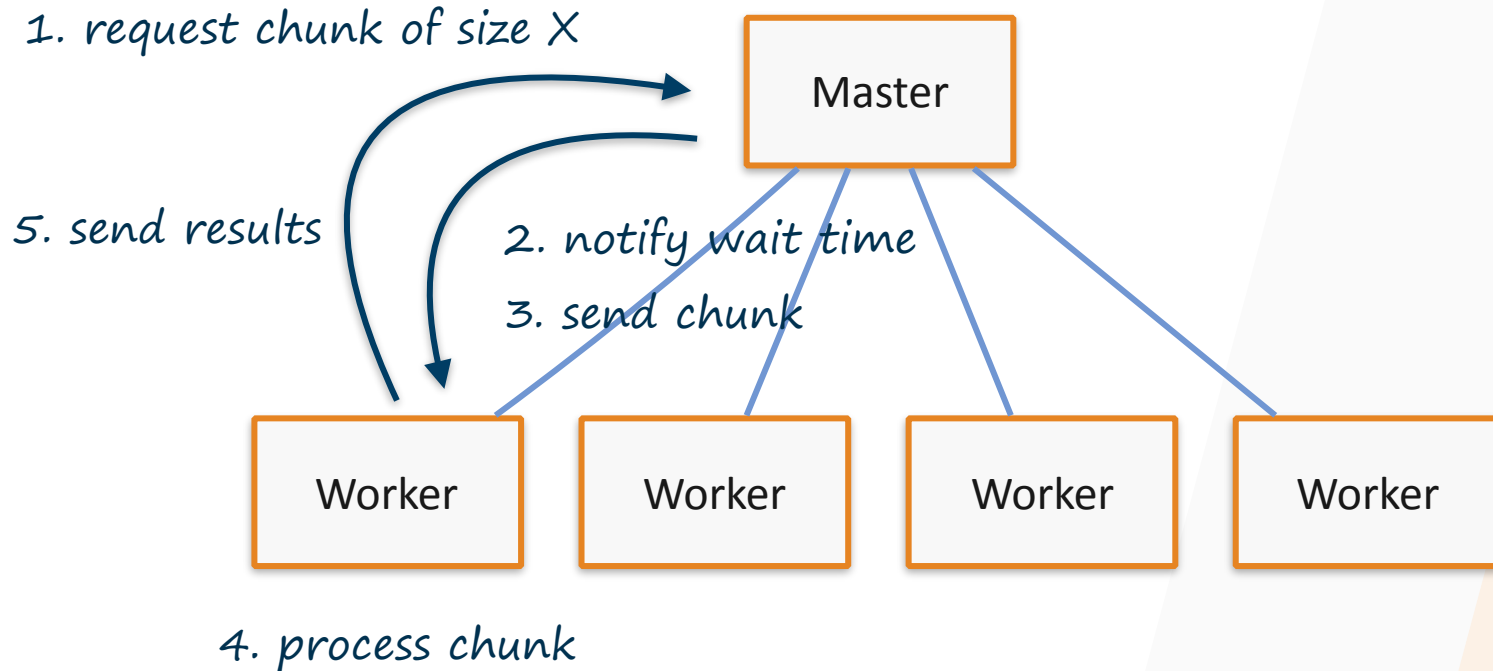 1. request chunk of size X
Master
5. send results
2. notify wait time
3. send chunk
Worker
Worker
Worker
Worker
4. process chunk